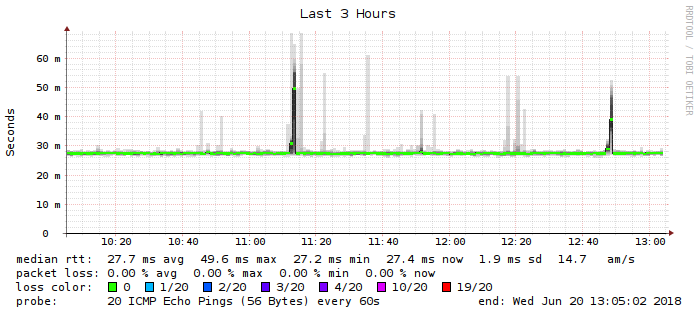 Last 3 Hours
RRDTOOL / TOBI OETIKER
Seconds
60 m
50 m
40 m
30 m
20 m
10 m
0
10:20 10:40 11:00 11:20 11:40 12:00 12:20 12:40 13:00
median rtt: 27.7 ms avg 49.6 ms max 27.2 ms min 27.4 ms now 1.9 ms sd 14.7 am/s
packet loss: 0.00 % avg 0.00 % max 0.00 % min 0.00 % now
loss color: 0 1/20 2/20 3/20 4/20 10/20 19/20
probe: 20 ICMP Echo Pings (56 Bytes) every 60s end: Wed Jun 20 13:05:02 2018